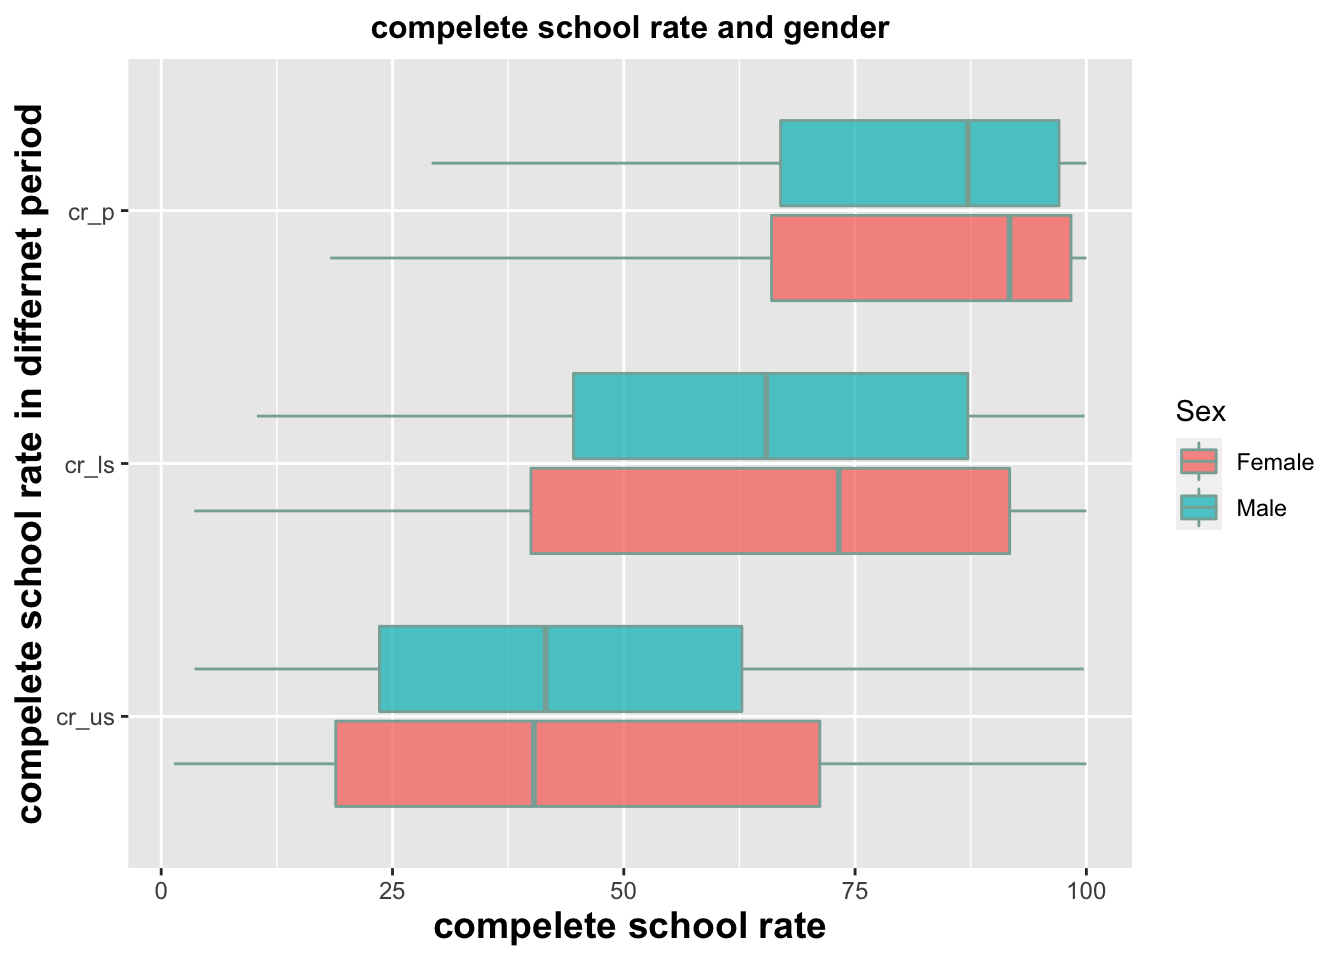 compelete school rate and gender
compelete school rate in differnet period
cr_p
cr_ls
cr_us
0 25 50 75 100
compelete school rate
Sex
Female
Male